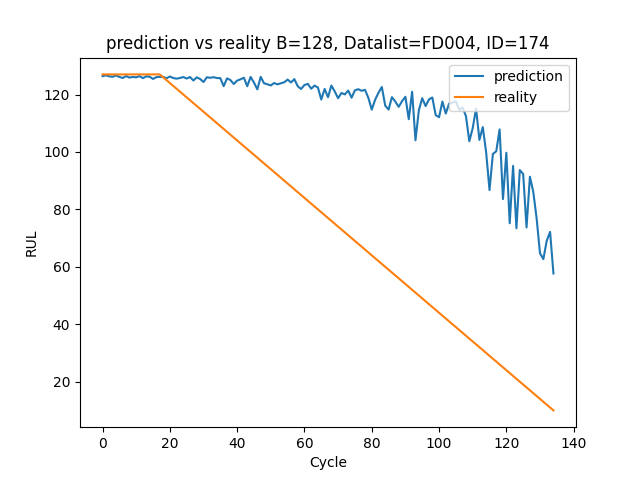 prediction vs reality B=128, Datalist=FD004, ID=174
prediction
reality
RUL
120
100
80
60
40
20
0 20 40 60 80 100 120 140
Cycle